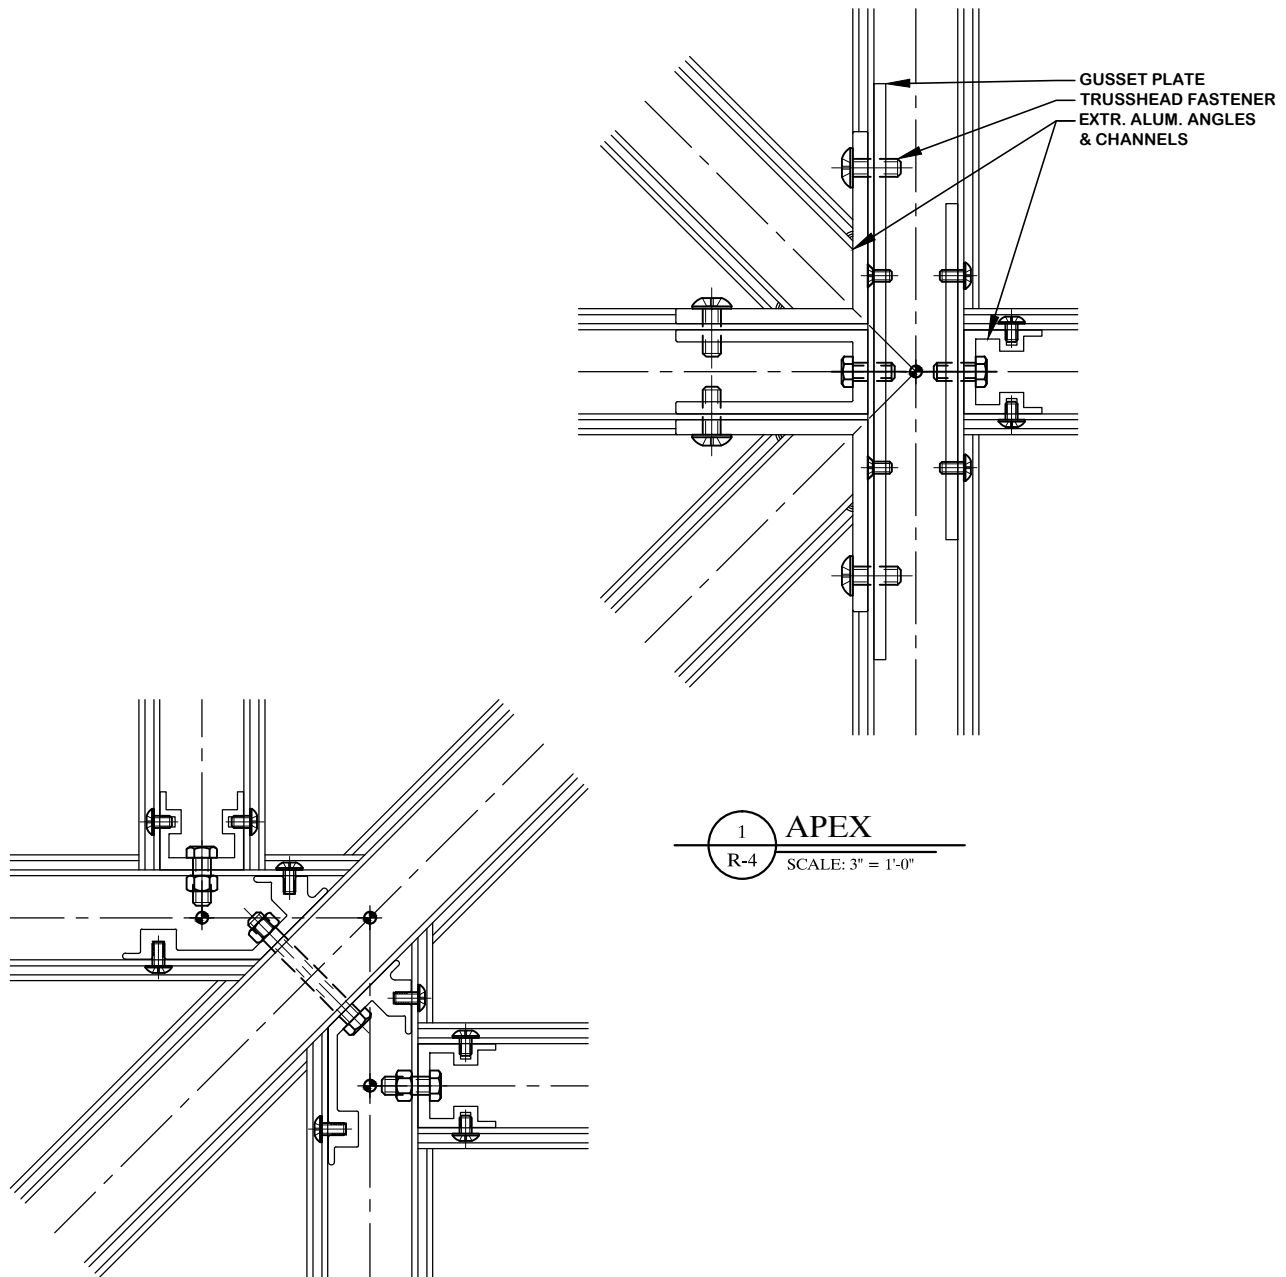 GUSSET PLATE
TRUSSHEAD FASTENER
EXTR. ALUM. ANGLES
& CHANNELS
1
R-4
APEX
SCALE: 3" = 1'-0"